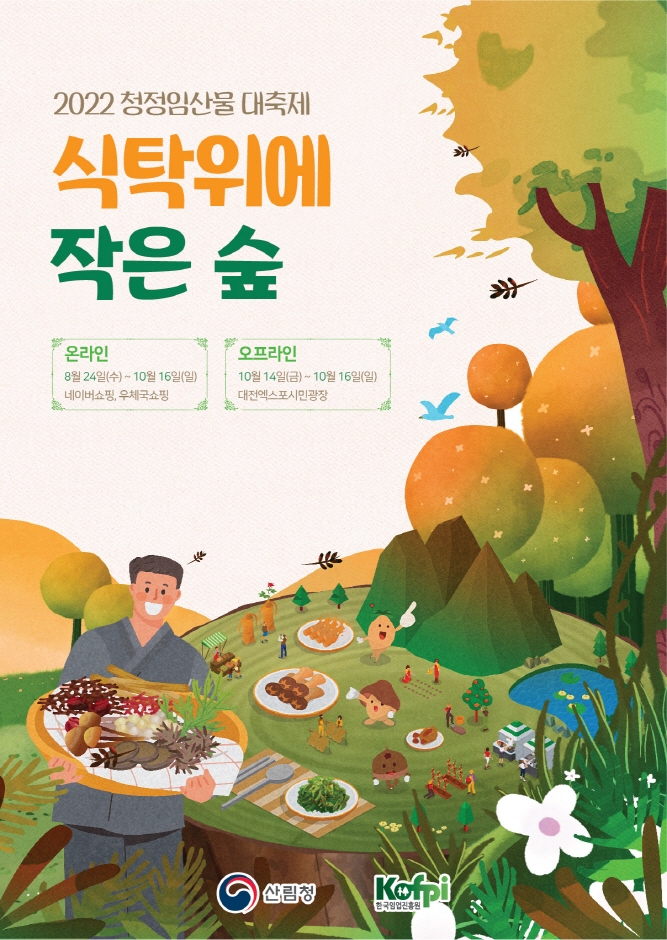 2022 청정임산물 대축제
식탁위에
작은 숲
온라인
8월 24일(수) ~ 10월 16일(일)
네이버쇼핑, 우체국쇼핑
오프라인
10월 14일(금) ~ 10월 16일(일)
대전엑스포시민광장
산림청
Kofpi
한국임업진흥원